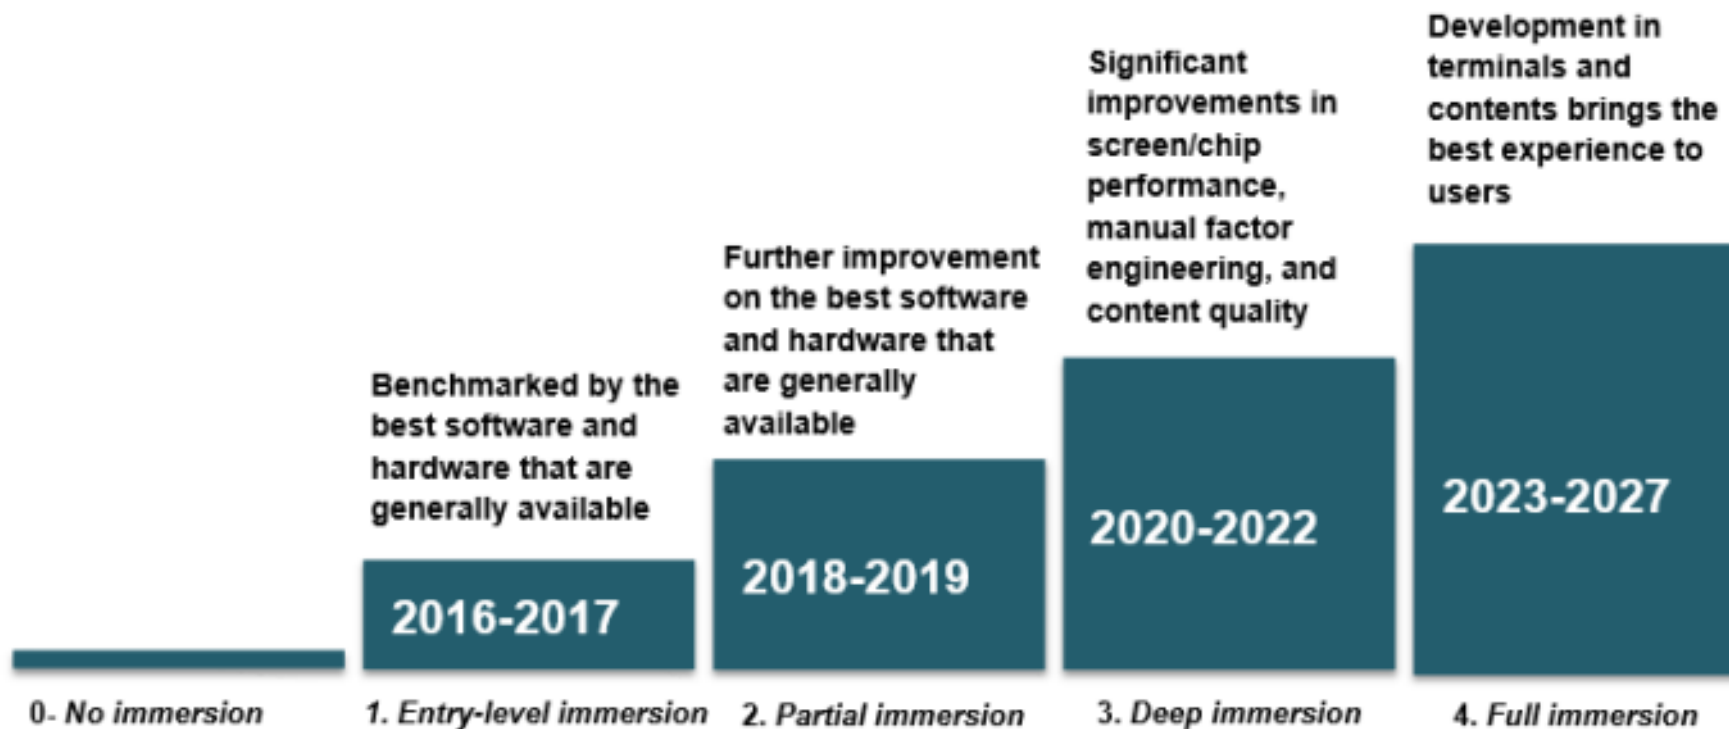 Development in
terminals and
contents brings the
best experience to
users
Significant
improvements in
screen/chip
performance,
manual factor
engineering, and
content quality
Further improvement
on the best software
and hardware that
are generally
available
Benchmarked by the
best software and
hardware that are
generally available
2016-2017
2018-2019
2020-2022
2023-2027
0- No immersion
1. Entry-level immersion
2. Partial immersion
3. Deep immersion
4. Full immersion